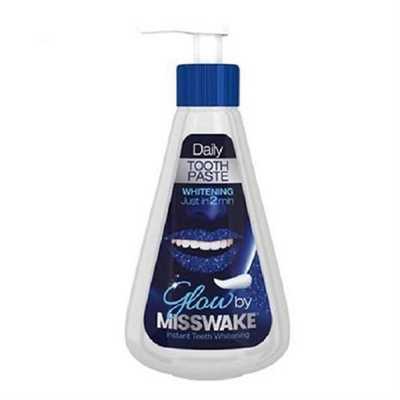 Daily
TOOTH
PASTE
WHITENING
Just in 2 min
Glow by
MISSWAKE®
Instant Teeth Whitening